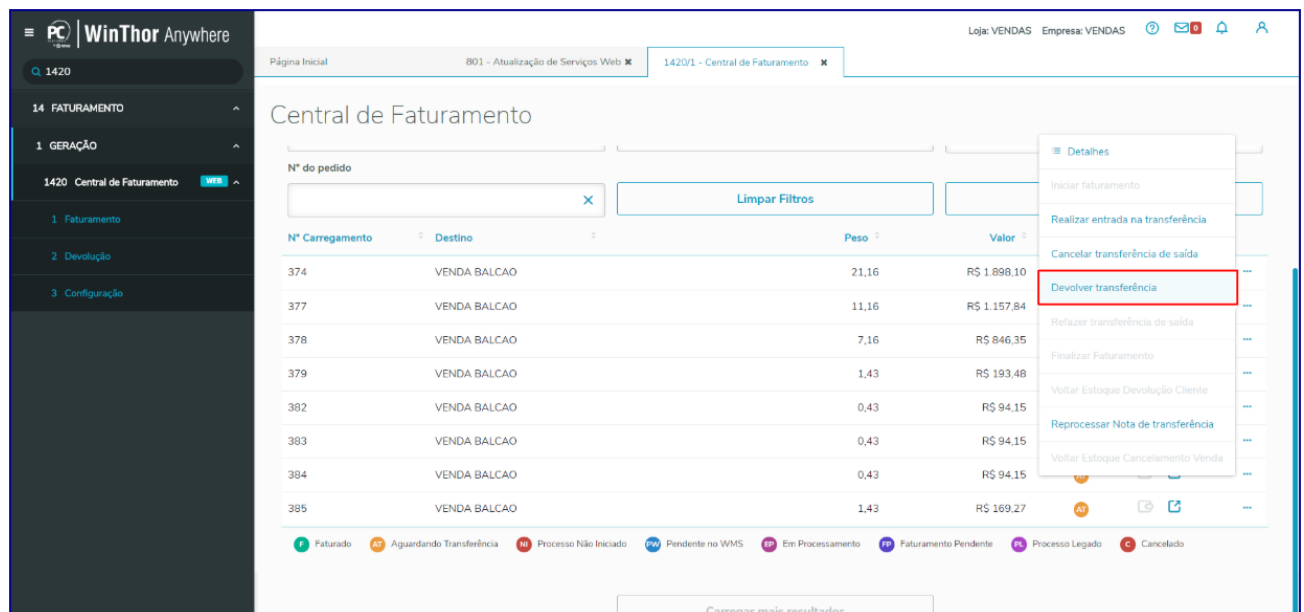 PC WinThor Anywhere
Loja: VENDAS Empresa: VENDAS
1420
Página Inicial
801 - Atualização de Serviços Web
1420/1 - Central de Faturamento
14 FATURAMENTO
1 GERAÇÃO
1420 Central de Faturamento WEB
1 Faturamento
2 Devolução
3 Configuração
Central de Faturamento
N° do pedido
Limpar Filtros
N° Carregamento Destino Peso Valor
374 VENDA BALCAO 21,16 R$ 1.898,10
377 VENDA BALCAO 11,16 R$ 1.157,84
378 VENDA BALCAO 7,16 R$ 846,35
379 VENDA BALCAO 1,43 R$ 193,48
382 VENDA BALCAO 0,43 R$ 94,15
383 VENDA BALCAO 0,43 R$ 94,15
384 VENDA BALCAO 0,43 R$ 94,15
385 VENDA BALCAO 1,43 R$ 169,27 AT
Detalhes
Iniciar faturamento
Realizar entrada na transferência
Cancelar transferência de saída
Devolver transferência
Refazer transferência de saída
Finalizar Faturamento
Voltar Estoque Devolução Cliente
Reprocessar Nota de transferência
Voltar Estoque Cancelamento Venda
F Faturado AT Aguardando Transferência NI Processo Não Iniciado PW Pendente no WMS EP Em Processamento FP Faturamento Pendente PL Processo Legado C Cancelado
Carregar mais resultados